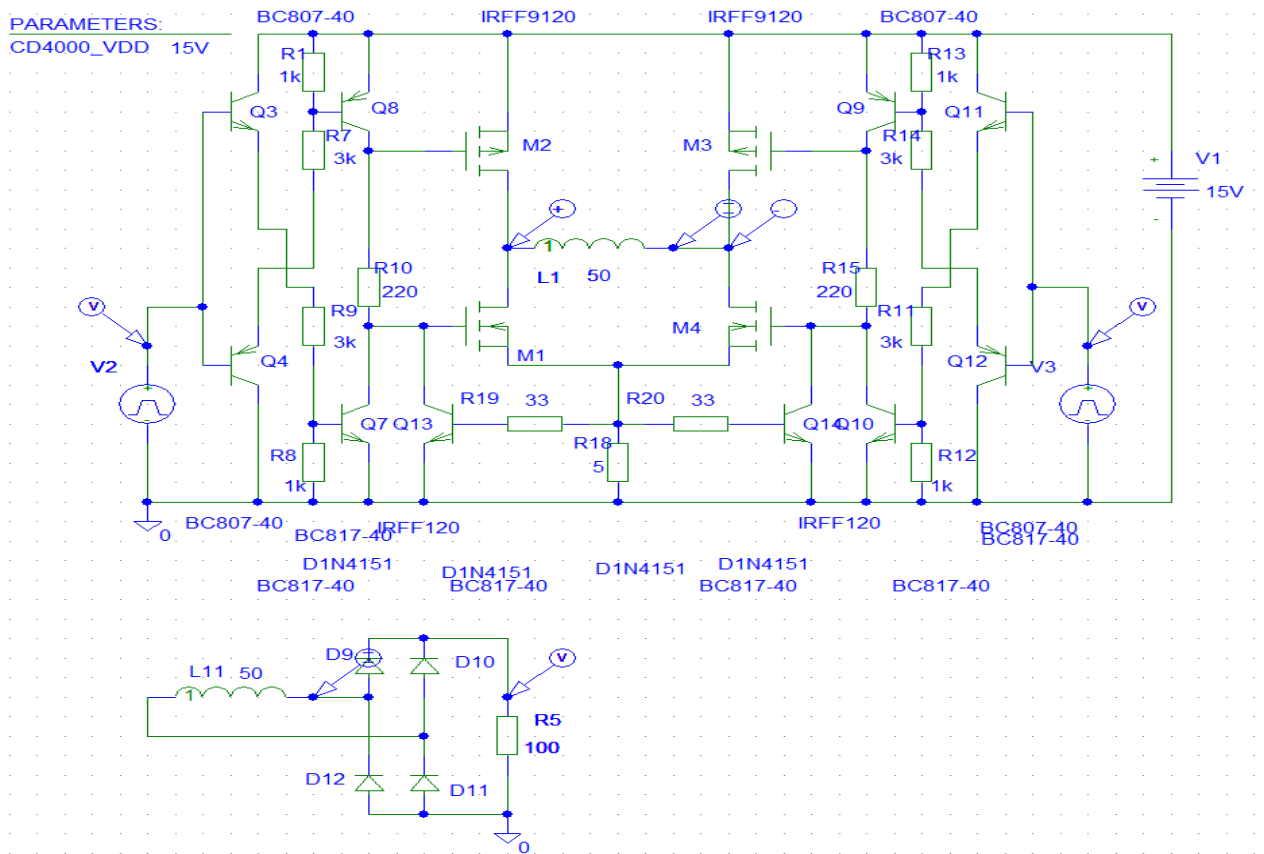 PARAMETERS:
CD4000_VDD 15V
BC807-40
IRFF9120
IRFF9120
BC807-40
R1
1k
R13
1k
Q3
Q8
Q9
Q11
R7
3k
M2
M3
R14
3k
V1
+
15V
-
+
=
-
1
L1 50
R10
220
R15
220
V
R9
3k
R11
3k
V
V2
Q4
M1
M4
Q12
V3
+
+
R19 33
R20 33
Q7 Q13
Q14 Q10
R8
1k
R18
5
R12
1k
0
BC807-40
BC817-40
IRFF120
IRFF120
BC807-40
BC817-40
D1N4151
D1N4151
D1N4151
D1N4151
BC817-40
BC817-40
BC817-40
BC817-40
D9
D10
V
L11 50
1
R5
100
D12
D11
0